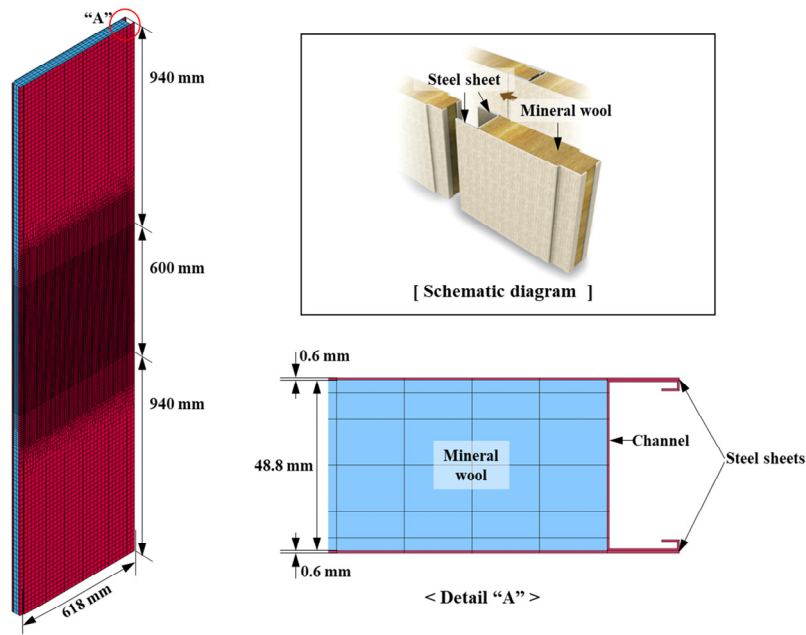 “A”
940 mm
600 mm
940 mm
618 mm
Steel sheet
Mineral wool
[ Schematic diagram ]
0.6 mm
48.8 mm
0.6 mm
Mineral
wool
Channel
Steel sheets
< Detail “A” >